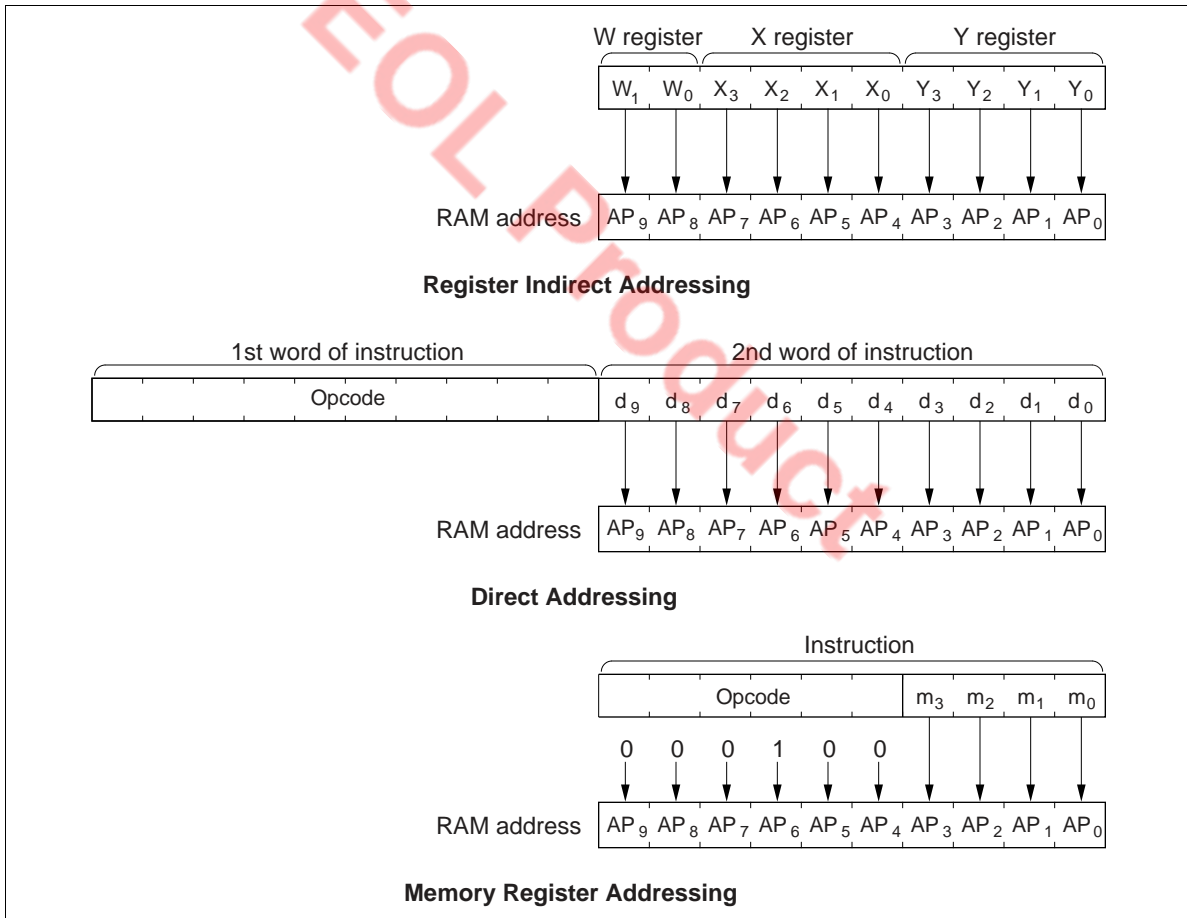 W register X register Y register
W1 W0 X3 X2 X1 X0 Y3 Y2 Y1 Y0
RAM address AP9 AP8 AP7 AP6 AP5 AP4 AP3 AP2 AP1 AP0
Register Indirect Addressing
1st word of instruction 2nd word of instruction
Opcode d9 d8 d7 d6 d5 d4 d3 d2 d1 d0
RAM address AP9 AP8 AP7 AP6 AP5 AP4 AP3 AP2 AP1 AP0
Direct Addressing
Instruction
Opcode m3 m2 m1 m0
0 0 0 1 0 0
RAM address AP9 AP8 AP7 AP6 AP5 AP4 AP3 AP2 AP1 AP0
Memory Register Addressing
EOL Product